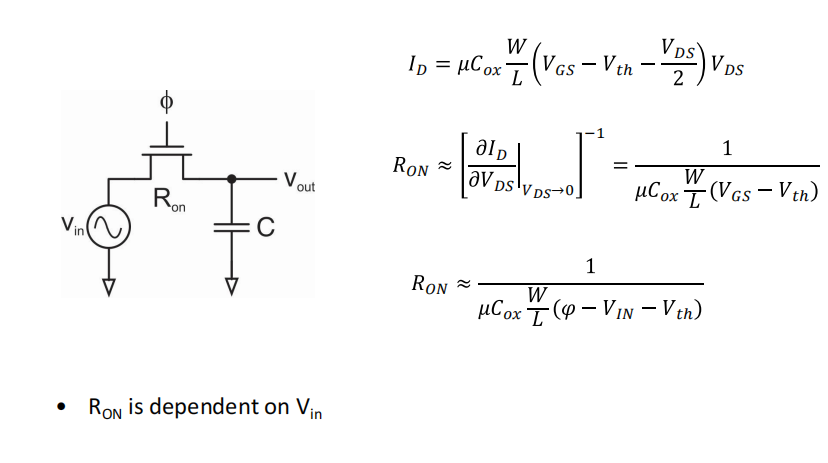 I_D = μC_ox W/L (V_GS − V_th − V_DS/2) V_DS
ϕ
R_ON ≈ [∂I_D/∂V_DS |_{V_DS→0}]^{−1} = 1/(μC_ox W/L (V_GS − V_th))
V_out
R_on
V_in
C
R_ON ≈ 1/(μC_ox W/L (φ − V_IN − V_th))
• R_ON is dependent on V_in